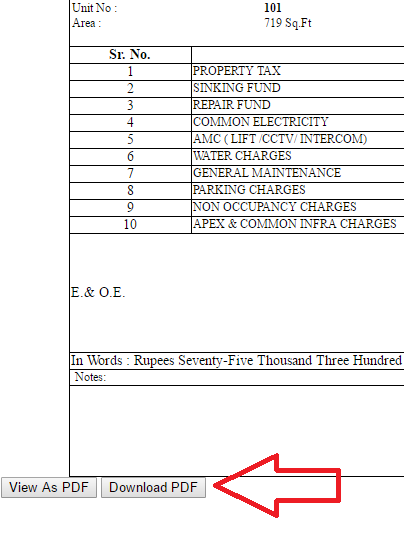 Unit No : 101
Area : 719 Sq.Ft
Sr. No.
1 PROPERTY TAX
2 SINKING FUND
3 REPAIR FUND
4 COMMON ELECTRICITY
5 AMC ( LIFT /CCTV/ INTERCOM)
6 WATER CHARGES
7 GENERAL MAINTENANCE
8 PARKING CHARGES
9 NON OCCUPANCY CHARGES
10 APEX & COMMON INFRA CHARGES
E.& O.E.
In Words : Rupees Seventy-Five Thousand Three Hundred
Notes:
View As PDF Download PDF